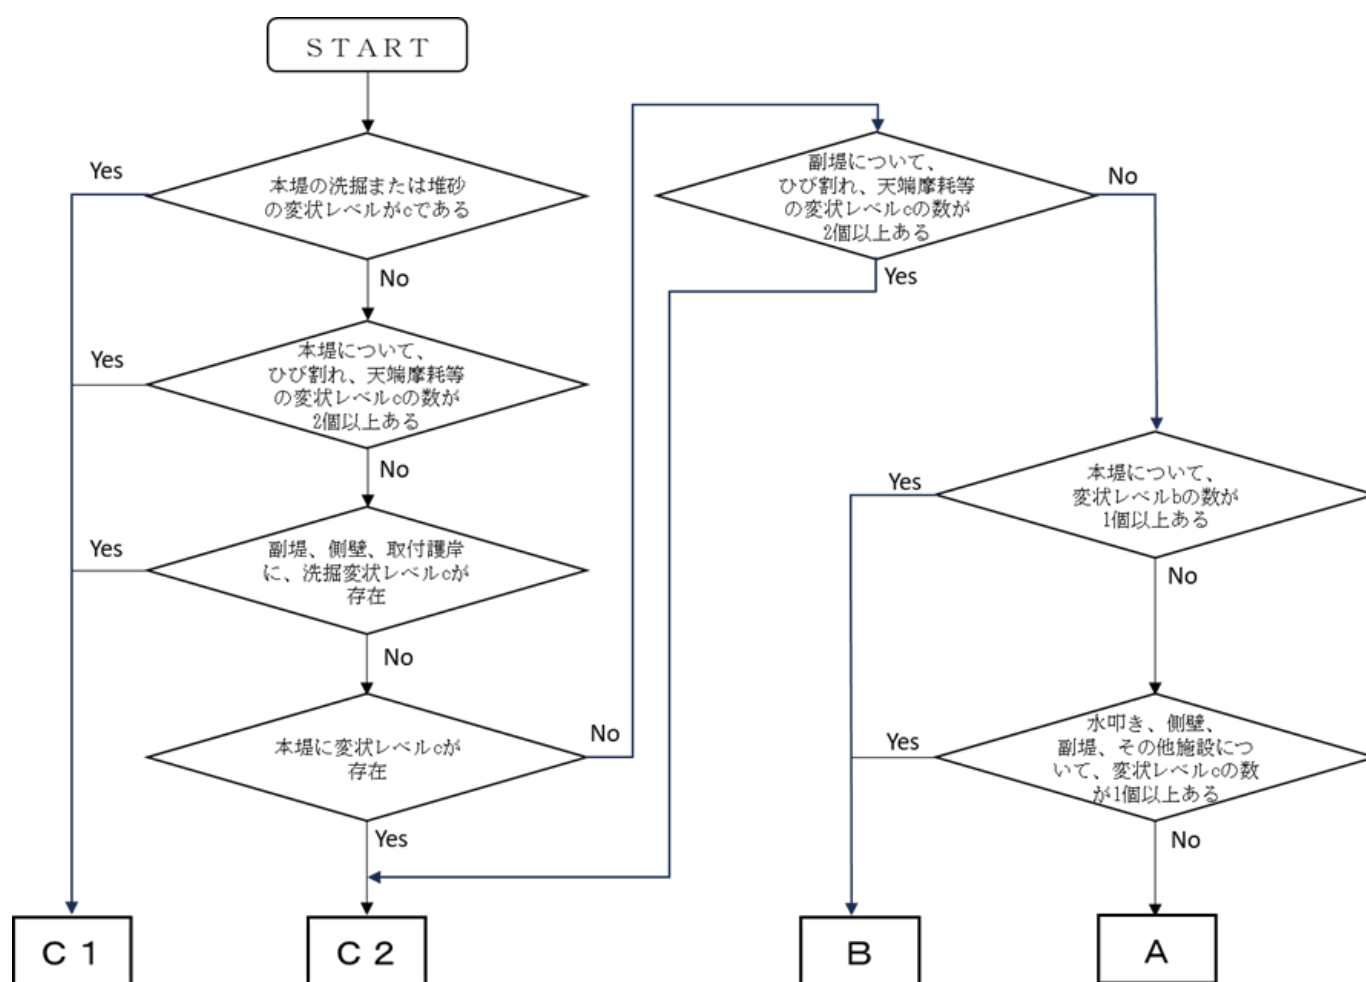 ＳＴＡＲＴ
Yes
本堤の洗掘または堆砂
の変状レベルがcである
No
Yes
本堤について、
ひび割れ、天端摩耗等
の変状レベルcの数が
2個以上ある
No
Yes
副堤、側壁、取付護岸
に、洗掘変状レベルcが
存在
No
本堤に変状レベルcが
存在
No
Yes
副堤について、
ひび割れ、天端摩耗等
の変状レベルcの数が
2個以上ある
No
Yes
本堤について、
変状レベルbの数が
1個以上ある
Yes
No
水叩き、側壁、
副堤、その他施設につ
いて、変状レベルcの数
が1個以上ある
Yes
No
Ｃ１
Ｃ２
Ｂ
Ａ